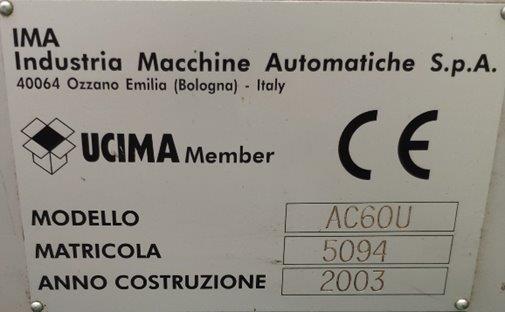 IMA
Industria Macchine Automatiche S.p.A.
40064 Ozzano Emilia (Bologna) - Italy
UCIMA Member CE
MODELLO AC60U
MATRICOLA 5094
ANNO COSTRUZIONE 2003